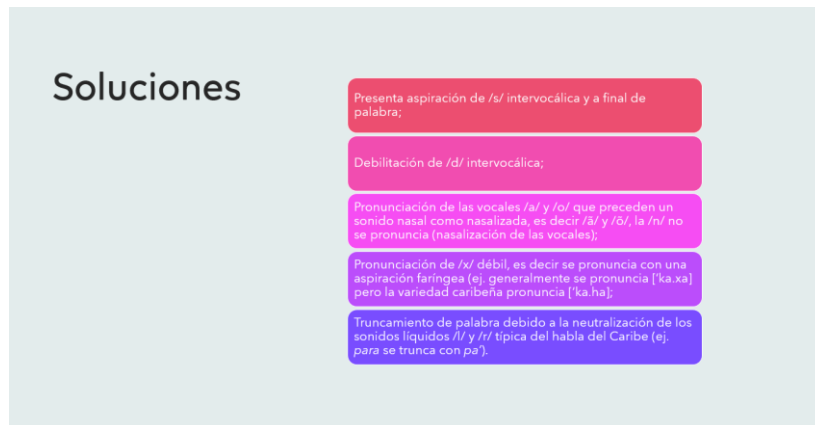 Soluciones
Presenta aspiración de /s/ intervocálica y a final de
palabra;
Debilitación de /d/ intervocálica;
Pronunciación de las vocales /a/ y /o/ que preceden un
sonido nasal como nasalizada, es decir /ã/ y /õ/, la /n/ no
se pronuncia (nasalización de las vocales);
Pronunciación de /x/ débil, es decir se pronuncia con una
aspiración faríngea (ej. generalmente se pronuncia [’ka.xa]
pero la variedad caribeña pronuncia [’ka.ha];
Truncamiento de palabra debido a la neutralización de los
sonidos líquidos /l/ y /r/ típica del habla del Caribe (ej.
para se trunca con pa’).